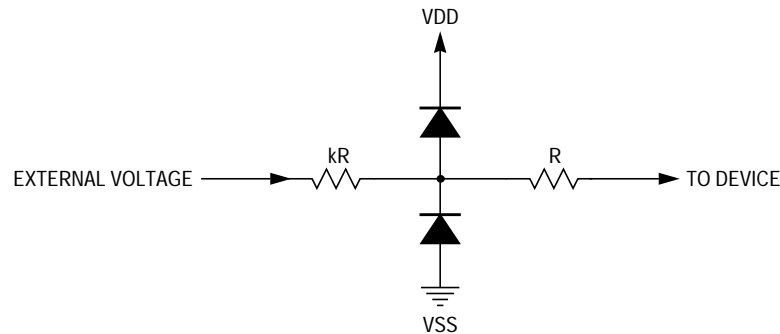 VDD
kR
R
EXTERNAL VOLTAGE
TO DEVICE
VSS